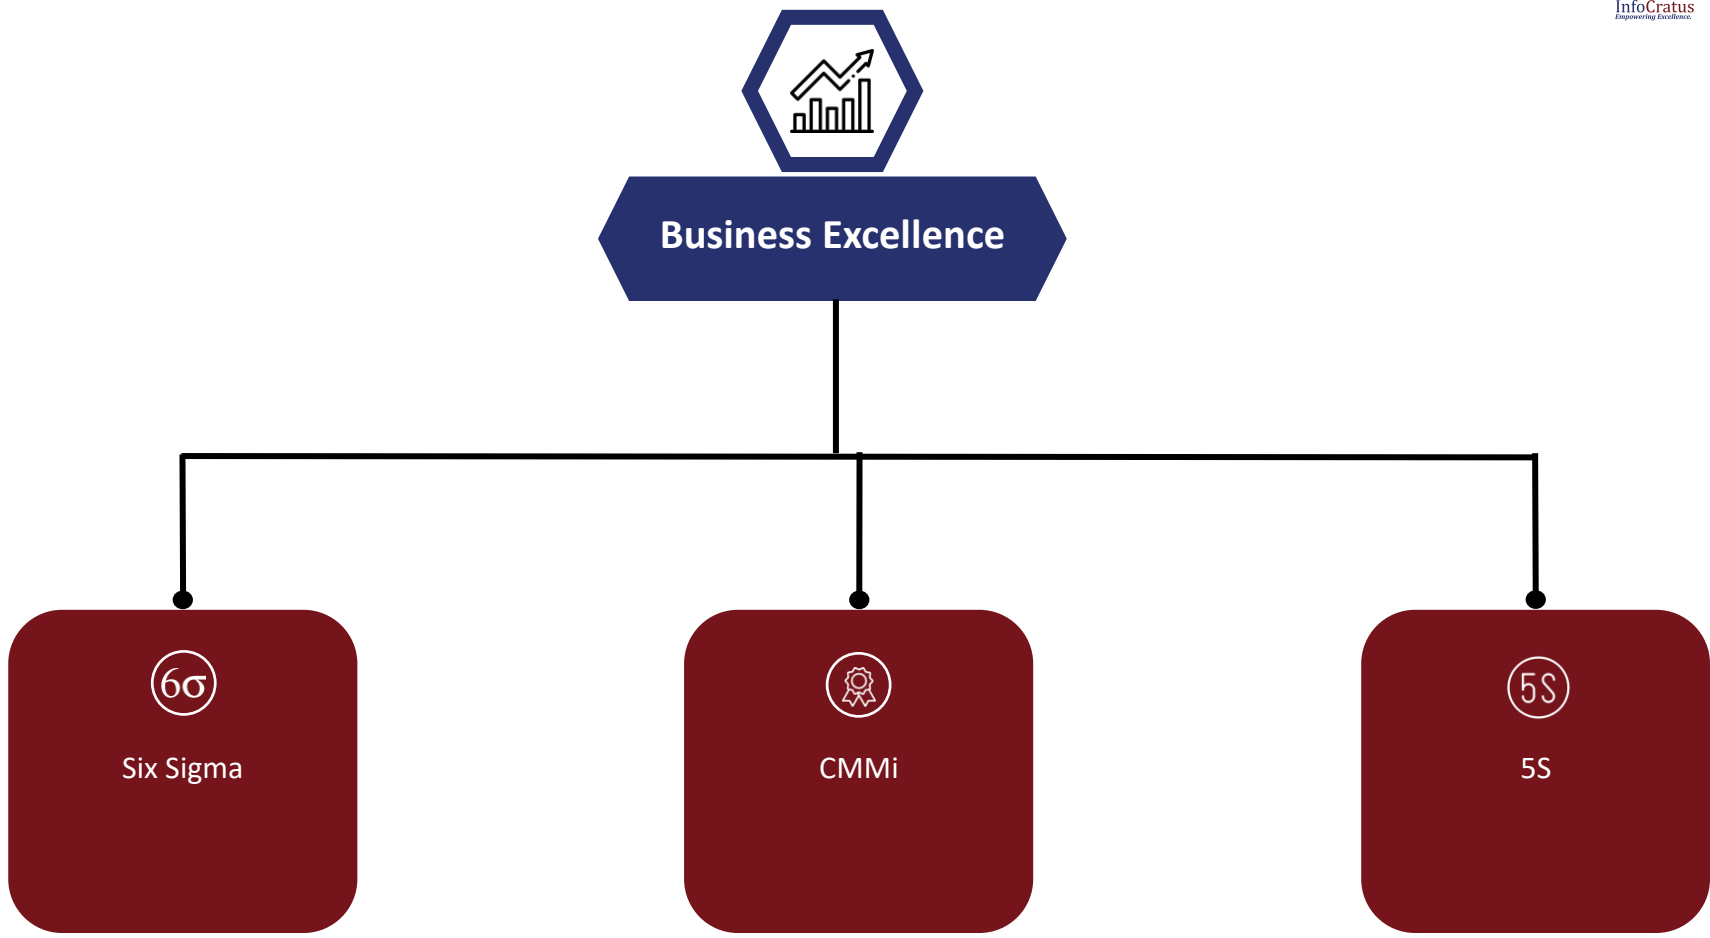 InfoCratus
Empowering Excellence.
Business Excellence
6σ
Six Sigma
CMMi
5S
5S